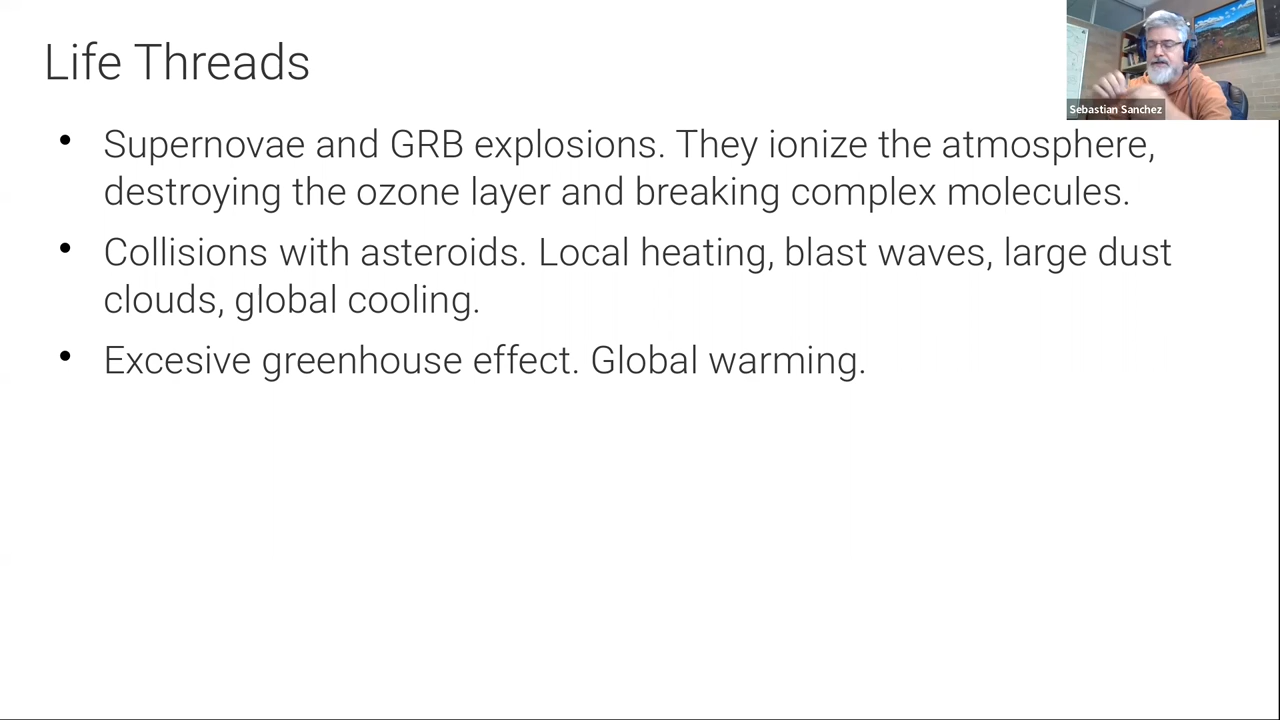 Life Threads
Sebastian Sanchez
• Supernovae and GRB explosions. They ionize the atmosphere,
destroying the ozone layer and breaking complex molecules.
• Collisions with asteroids. Local heating, blast waves, large dust
clouds, global cooling.
• Excesive greenhouse effect. Global warming.